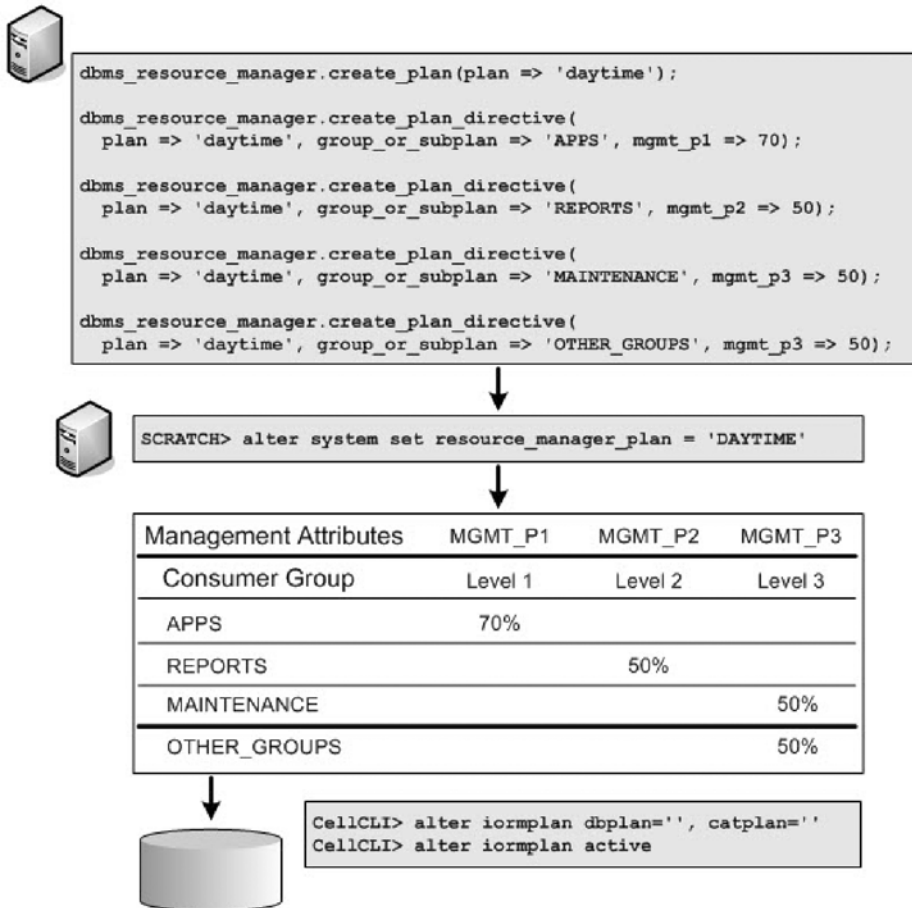 dbms_resource_manager.create_plan(plan => 'daytime');
dbms_resource_manager.create_plan_directive(
plan => 'daytime', group_or_subplan => 'APPS', mgmt_p1 => 70);
dbms_resource_manager.create_plan_directive(
plan => 'daytime', group_or_subplan => 'REPORTS', mgmt_p2 => 50);
dbms_resource_manager.create_plan_directive(
plan => 'daytime', group_or_subplan => 'MAINTENANCE', mgmt_p3 => 50);
dbms_resource_manager.create_plan_directive(
plan => 'daytime', group_or_subplan => 'OTHER_GROUPS', mgmt_p3 => 50);
SCRATCH> alter system set resource_manager_plan = 'DAYTIME'
Management Attributes MGMT_P1 MGMT_P2 MGMT_P3
Consumer Group Level 1 Level 2 Level 3
APPS 70%
REPORTS 50%
MAINTENANCE 50%
OTHER_GROUPS 50%
CellCLI> alter iormplan dbplan='', catplan=''
CellCLI> alter iormplan active